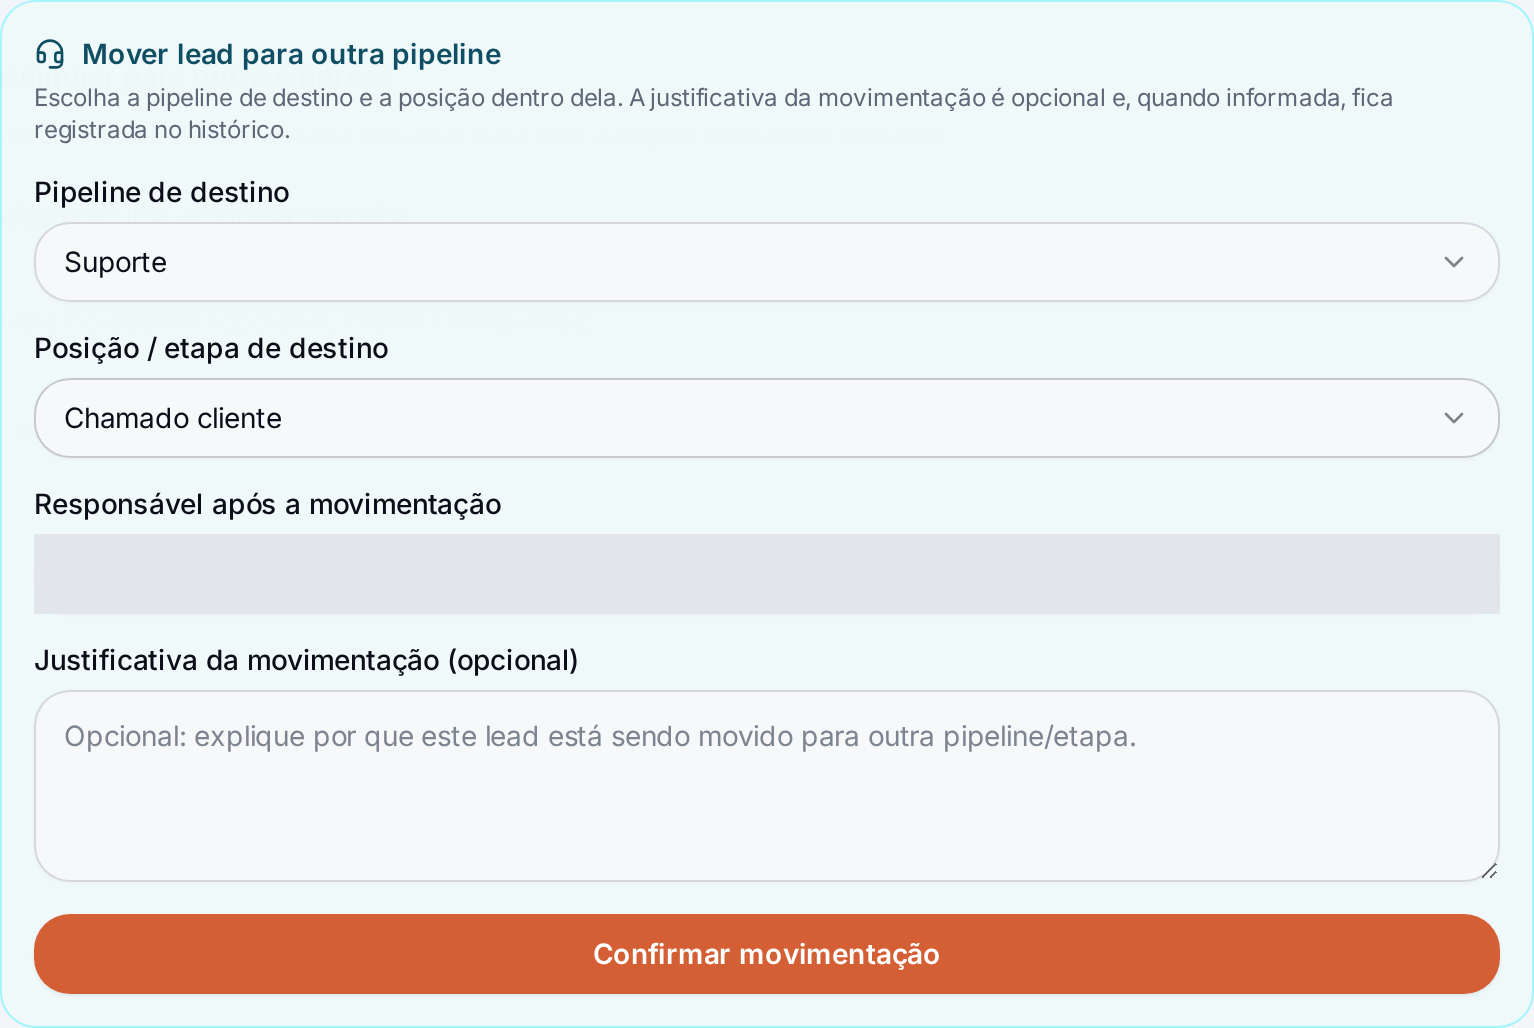 Mover lead para outra pipeline
Escolha a pipeline de destino e a posição dentro dela. A justificativa da movimentação é opcional e, quando informada, fica
registrada no histórico.
Pipeline de destino
Suporte
Posição / etapa de destino
Chamado cliente
Responsável após a movimentação
Justificativa da movimentação (opcional)
Opcional: explique por que este lead está sendo movido para outra pipeline/etapa.
Confirmar movimentação